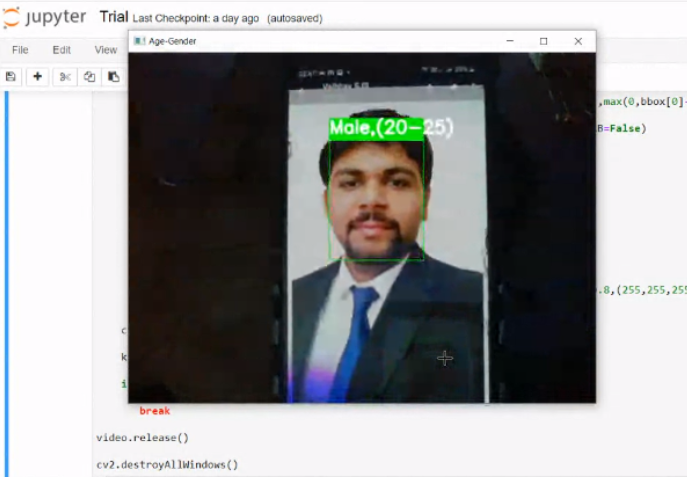 jupyter Trial Last Checkpoint: a day ago (autosaved)
File Edit View
Age-Gender
,max(0,bbox[0]-
B=False)
Male,(20-25)
.8,(255,255,255
c
k
i
break
video.release()
cv2.destroyAllWindows()